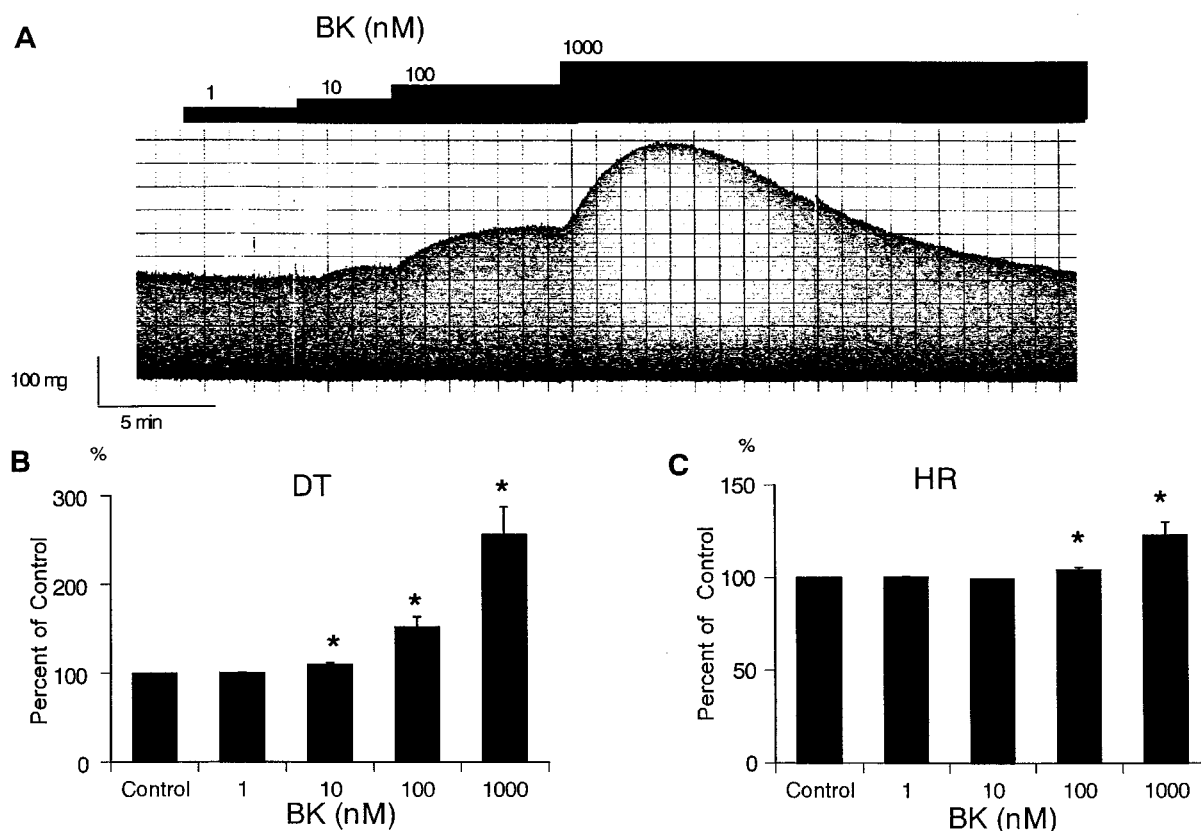 A
BK (nM)
1
10
100
1000
100 mg
5 min
B
%
DT
Percent of Control
300
200
100
0
*
*
*
Control 1 10 100 1000
BK (nM)
C
%
HR
Percent of Control
150
100
50
0
*
*
Control 1 10 100 1000
BK (nM)